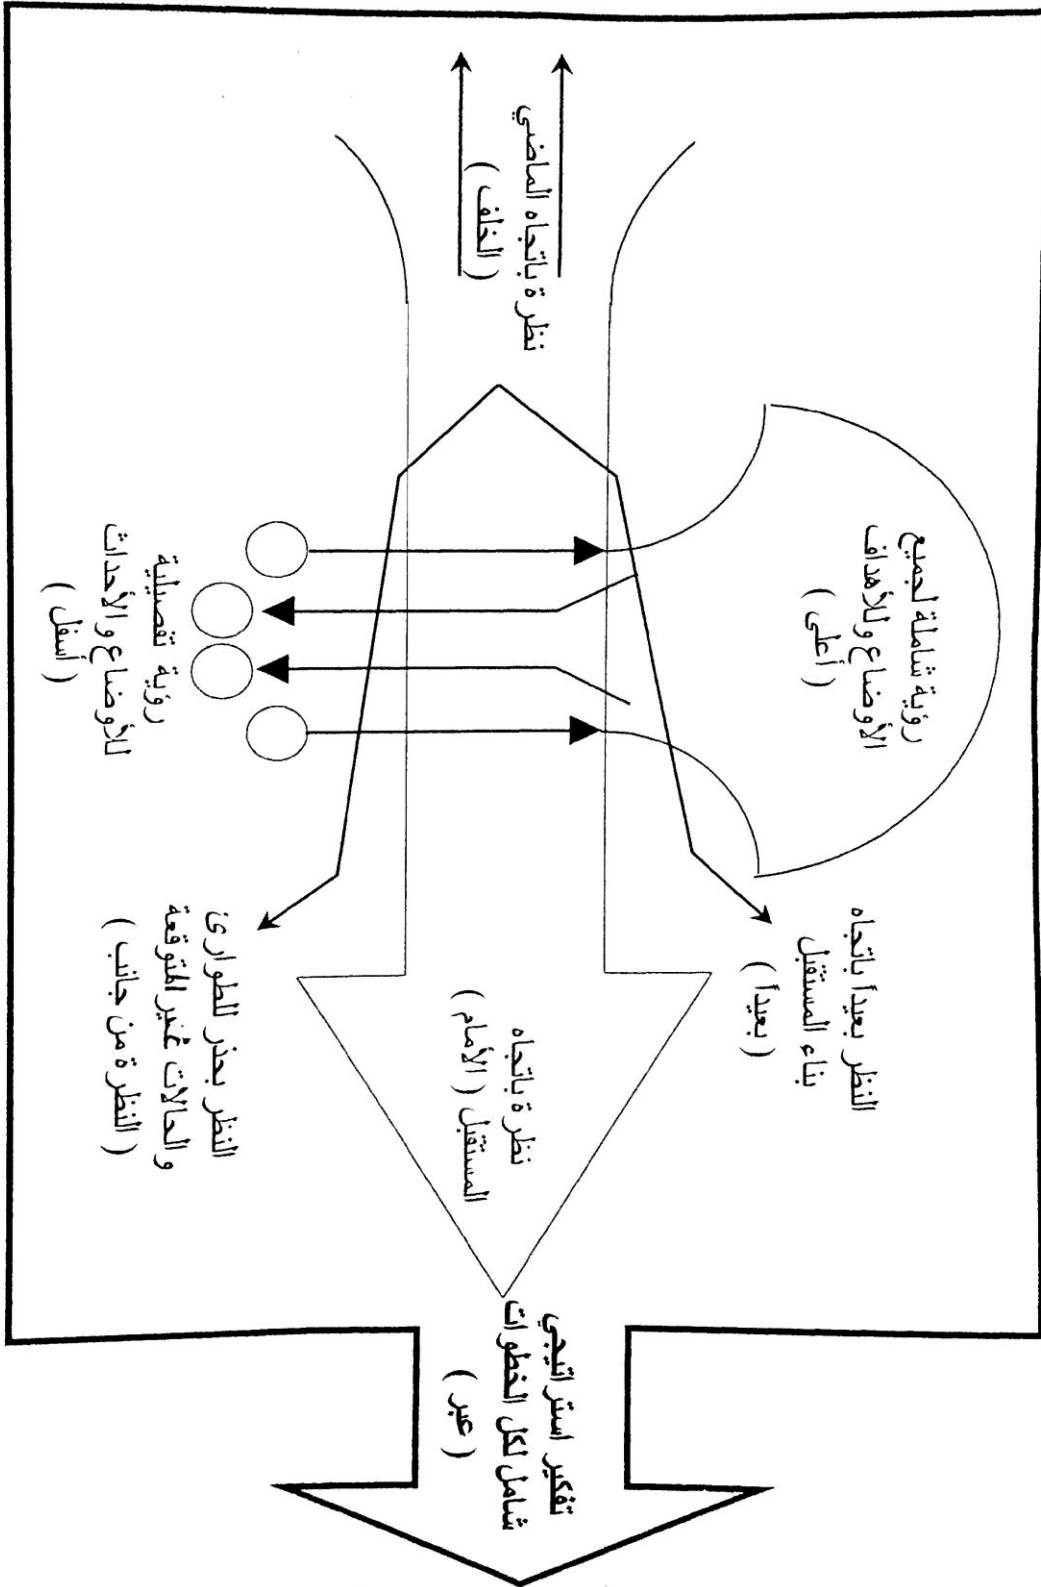 رؤية شاملة لجميع
الأوضاع وللأهداف
( أعلى )
النظر بعيداً باتجاه
بناء المستقبل
( بعيداً )
تفكير استراتيجي
شامل لكل الخطوات
( عبر )
نظرة باتجاه
المستقبل ( الأمام )
نظرة باتجاه الماضي
( الخلف )
النظر بحذر للطوارئ
والحالات غير المتوقعة
( النظرة من جانب )
رؤية تفصيلية
للأوضاع والأحداث
( أسفل )